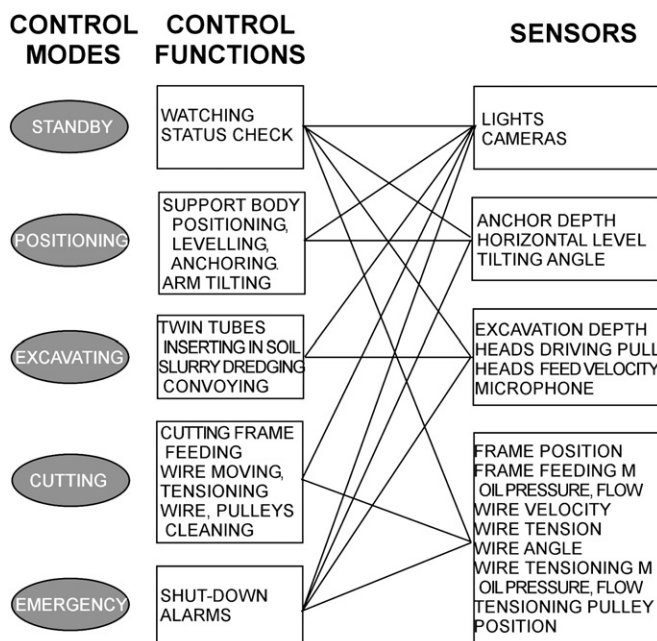 CONTROL
MODES
CONTROL
FUNCTIONS
SENSORS
STANDBY
WATCHING
STATUS CHECK
LIGHTS
CAMERAS
POSITIONING
SUPPORT BODY
POSITIONING,
LEVELLING,
ANCHORING.
ARM TILTING
ANCHOR DEPTH
HORIZONTAL LEVEL
TILTING ANGLE
EXCAVATING
TWIN TUBES
INSERTING IN SOIL
SLURRY DREDGING
CONVOYING
EXCAVATION DEPTH
HEADS DRIVING PULL
HEADS FEED VELOCITY
MICROPHONE
CUTTING
CUTTING FRAME
FEEDING
WIRE MOVING,
TENSIONING
WIRE, PULLEYS
CLEANING
FRAME POSITION
FRAME FEEDING M
OIL PRESSURE, FLOW
WIRE VELOCITY
WIRE TENSION
WIRE ANGLE
WIRE TENSIONING M
OIL PRESSURE, FLOW
TENSIONING PULLEY
POSITION
EMERGENCY
SHUT-DOWN
ALARMS